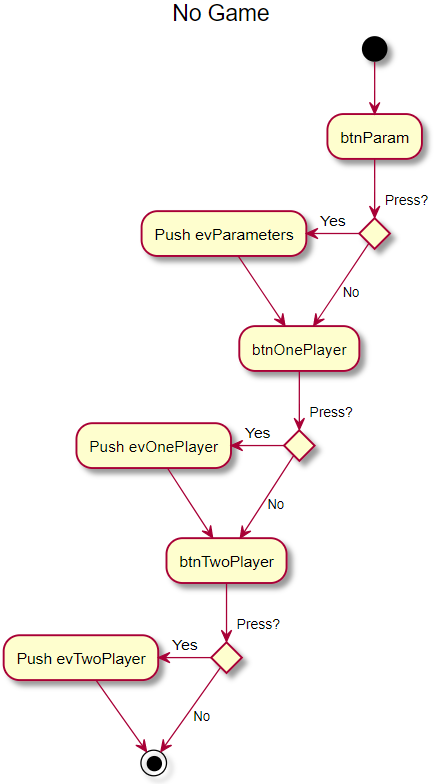 No Game
btnParam
Press?
Yes
Push evParameters
No
btnOnePlayer
Press?
Yes
Push evOnePlayer
No
btnTwoPlayer
Press?
Yes
Push evTwoPlayer
No